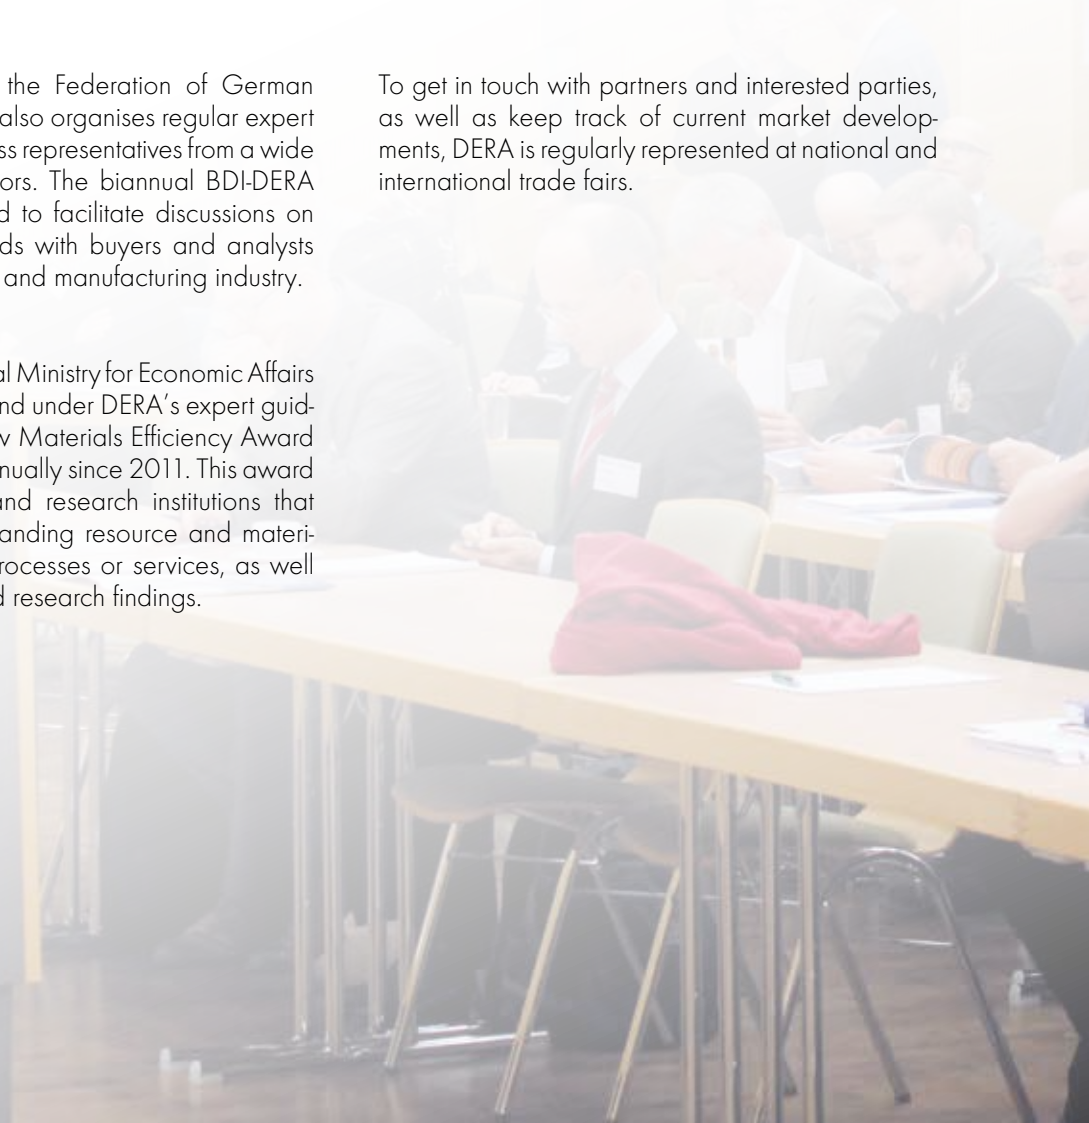 the Federation of German
also organises regular expert
ss representatives from a wide
ors. The biannual BDI-DERA
d to facilitate discussions on
ds with buyers and analysts
and manufacturing industry.
al Ministry for Economic Affairs
nd under DERA's expert guid-
w Materials Efficiency Award
nually since 2011. This award
and research institutions that
anding resource and materi-
rocesses or services, as well
d research findings.
To get in touch with partners and interested parties,
as well as keep track of current market develop-
ments, DERA is regularly represented at national and
international trade fairs.